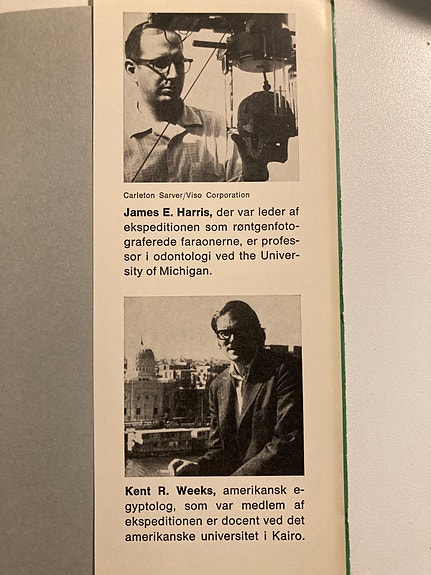 Carleton Sarver/Viso Corporation
James E. Harris, der var leder af
ekspeditionen som røntgenfoto-
graferede faraonerne, er profes-
sor i odontologi ved the Univer-
sity of Michigan.
Kent R. Weeks, amerikansk e-
gyptolog, som var medlem af
ekspeditionen er docent ved det
amerikanske universitet i Kairo.